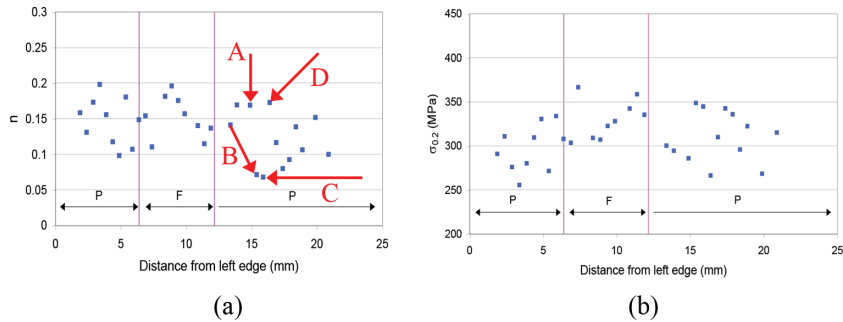 0.3
0.25
0.2
0.15
0.1
0.05
0
n
A
D
B
C
P
F
P
0 5 10 15 20 25
Distance from left edge (mm)
(a)
450
400
350
300
250
200
σ0.2 (MPa)
P
F
P
0 5 10 15 20 25
Distance from left edge (mm)
(b)